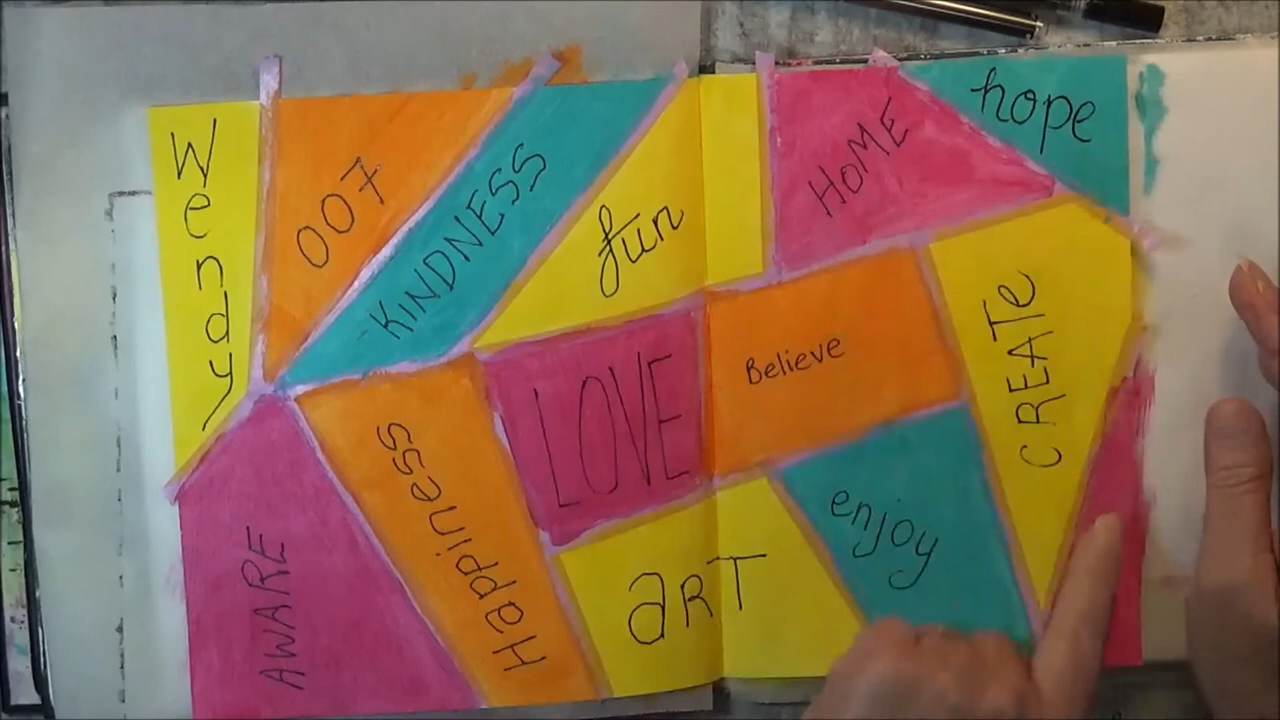 Wendy
007
KINDNESS
fun
HoME
hope
LOVE
Believe
CREATe
AWARE
Happiness
aRT
enjoy